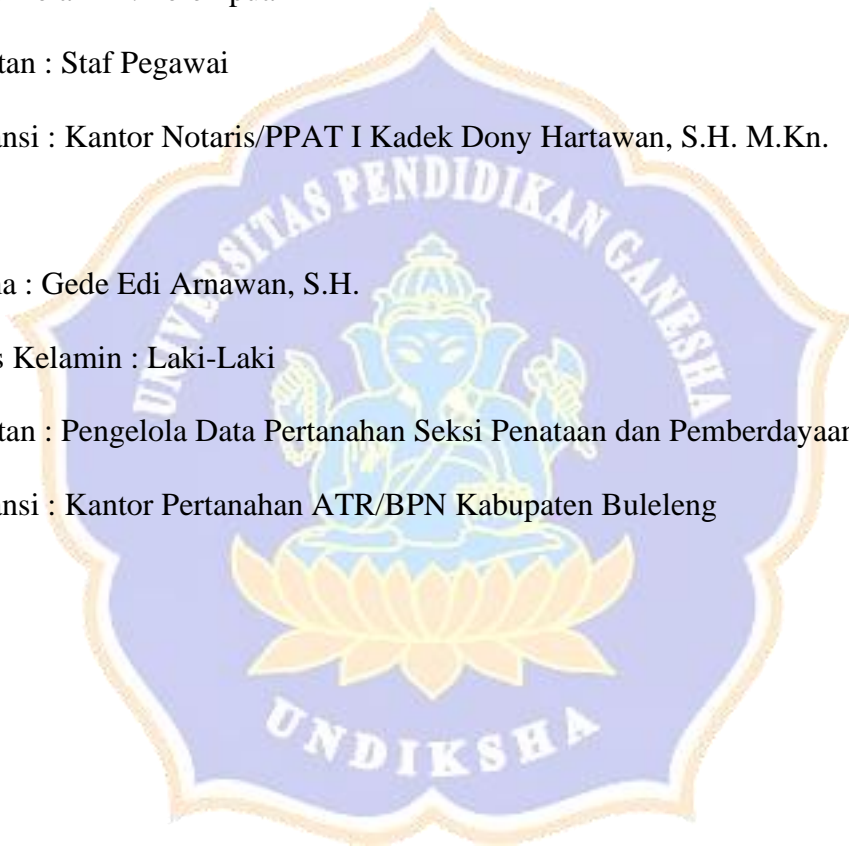 tan : Staf Pegawai
nsi : Kantor Notaris/PPAT I Kadek Dony Hartawan, S.H. M.Kn.
a : Gede Edi Arnawan, S.H.
s Kelamin : Laki-Laki
tan : Pengelola Data Pertanahan Seksi Penataan dan Pemberdayaan
nsi : Kantor Pertanahan ATR/BPN Kabupaten Buleleng
UNIVERSITAS PENDIDIKAN GANESHA
UNDIKSHA